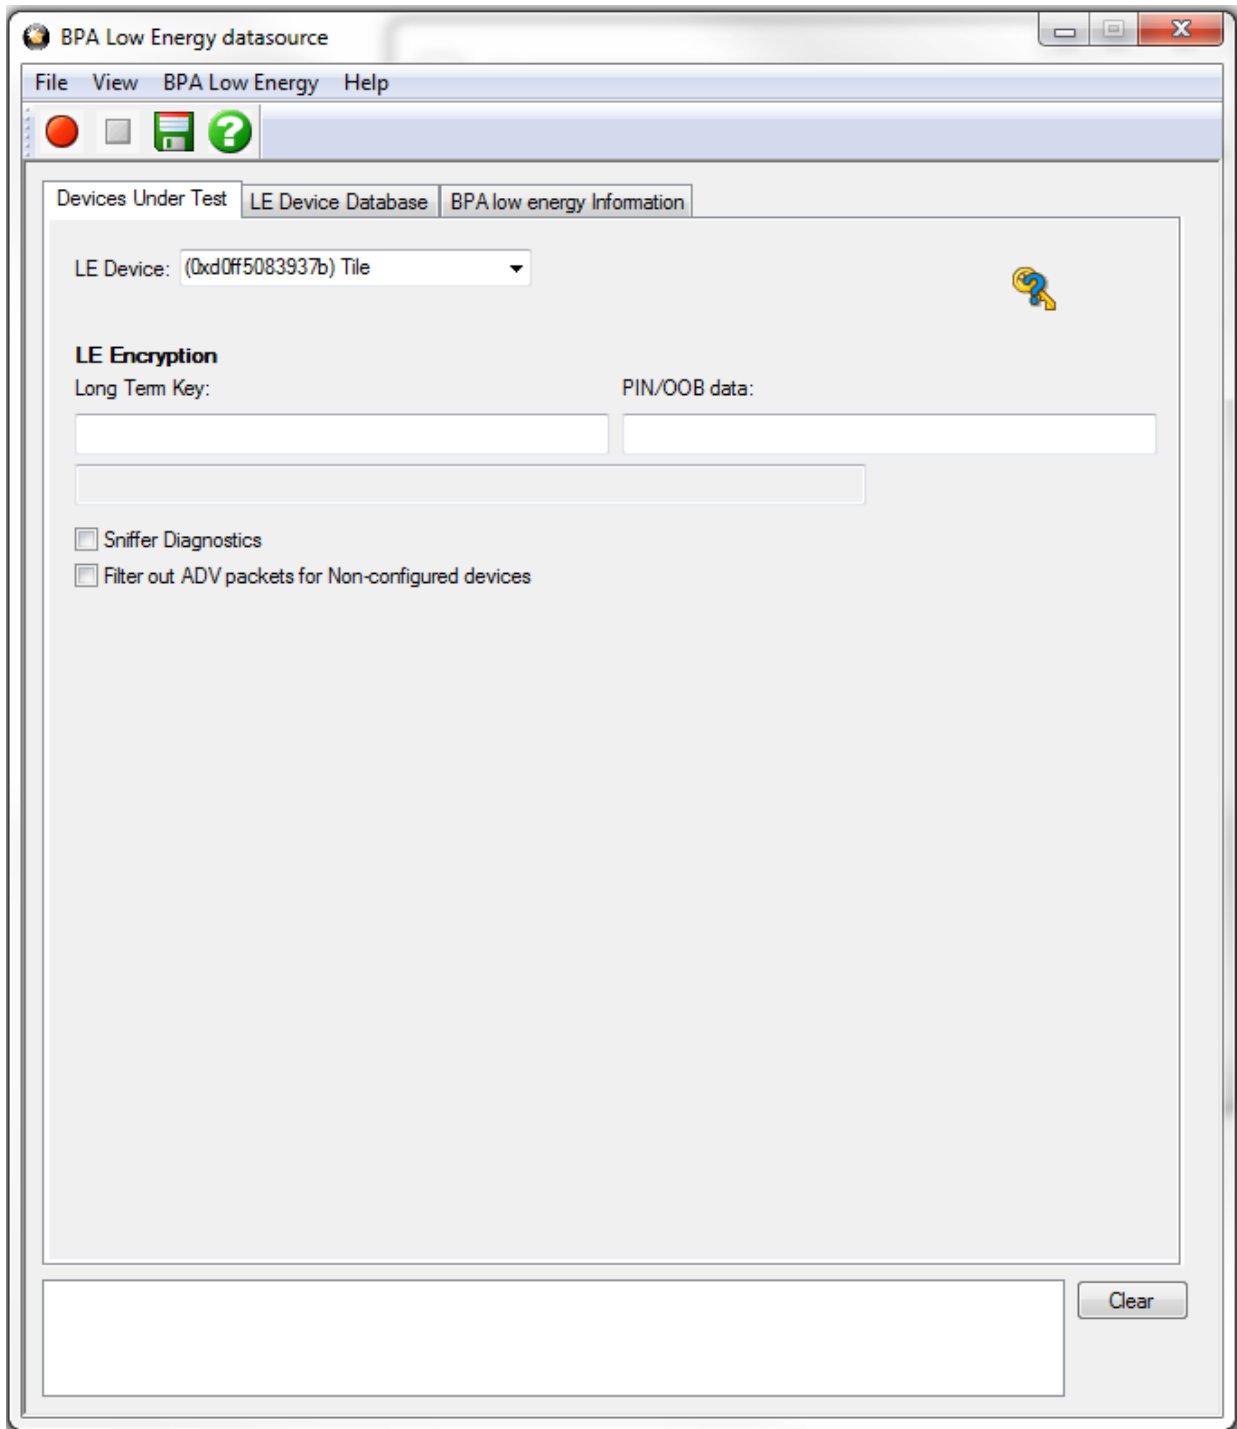 BPA Low Energy datasource
File View BPA Low Energy Help
Devices Under Test LE Device Database BPA low energy Information
LE Device: (0xd0ff5083937b) Tile
LE Encryption
Long Term Key: PIN/OOB data:
Sniffer Diagnostics
Filter out ADV packets for Non-configured devices
Clear